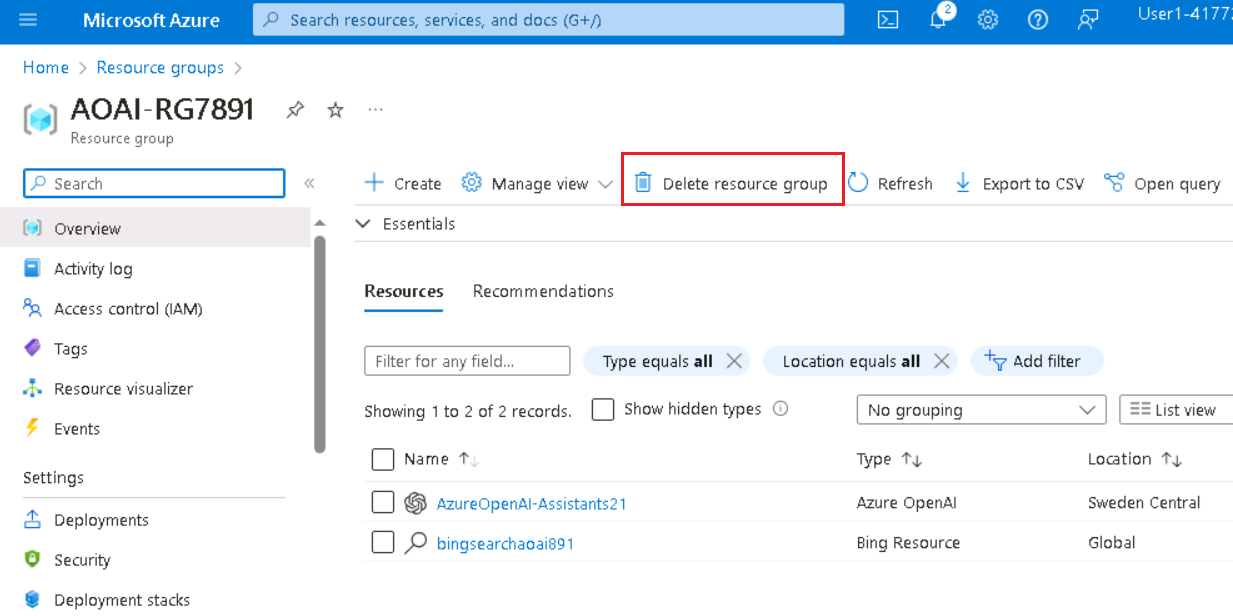 Microsoft Azure
Search resources, services, and docs (G+/)
2
Home > Resource groups >
AOAI-RG7891
Resource group
Search
Create
Manage view
Delete resource group
Refresh
Export to CSV
Open query
Overview
Activity log
Access control (IAM)
Tags
Resource visualizer
Events
Settings
Deployments
Security
Deployment stacks
Essentials
Resources
Recommendations
Filter for any field...
Type equals all
Location equals all
Add filter
Showing 1 to 2 of 2 records.
Show hidden types
No grouping
List view
Name Type Location
AzureOpenAI-Assistants21 Azure OpenAI Sweden Central
bingsearchaoai891 Bing Resource Global